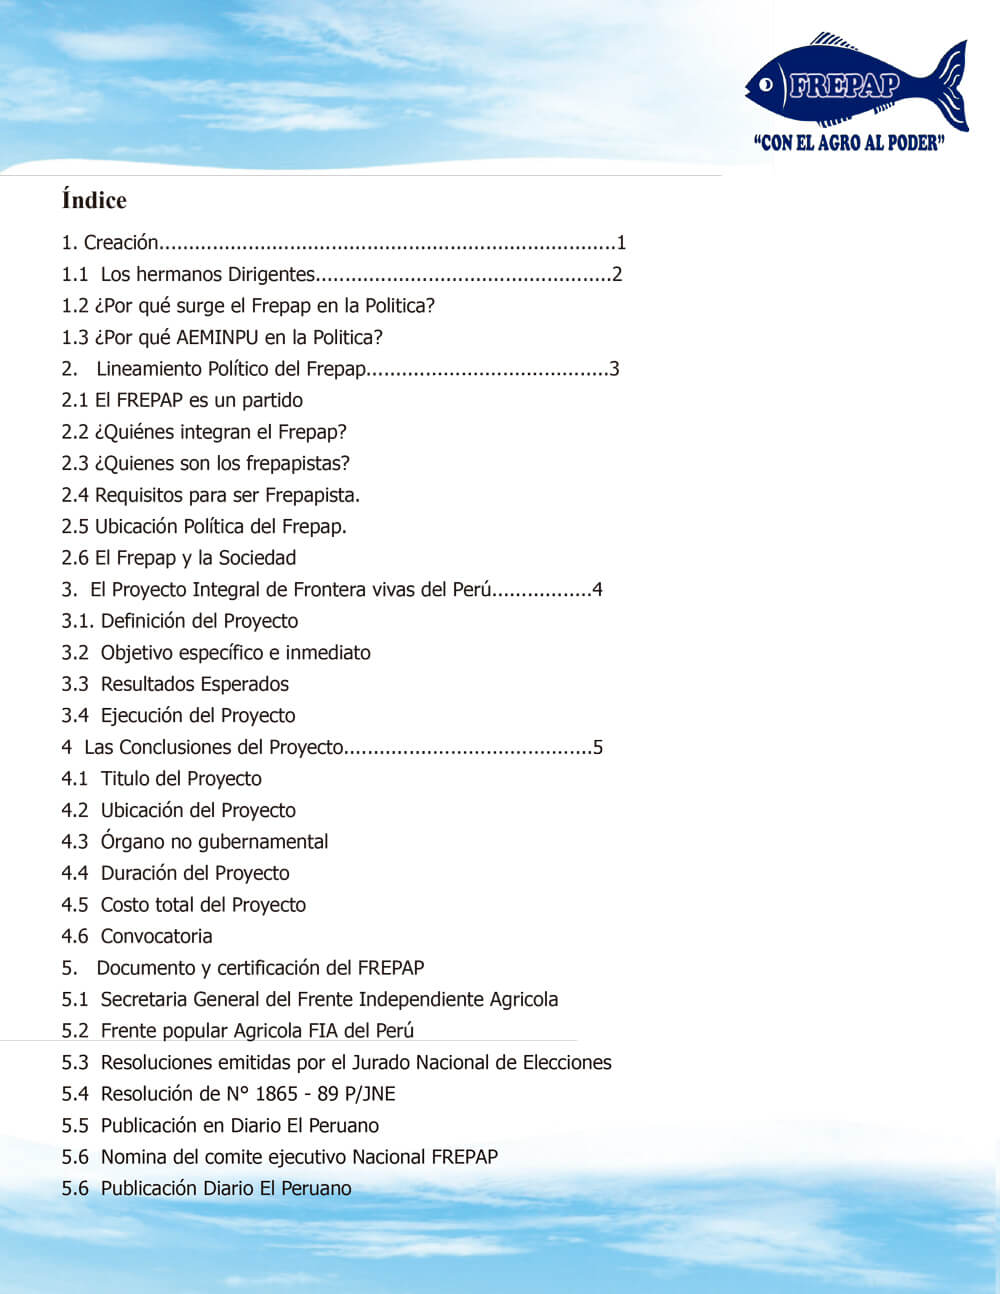 FREPAP
“CON EL AGRO AL PODER”
Índice
1. Creación.............................................................................1
1.1  Los hermanos Dirigentes..................................................2
1.2 ¿Por qué surge el Frepap en la Politica?
1.3 ¿Por qué AEMINPU en la Politica?
2.   Lineamiento Político del Frepap.........................................3
2.1 El FREPAP es un partido
2.2 ¿Quiénes integran el Frepap?
2.3 ¿Quienes son los frepapistas?
2.4 Requisitos para ser Frepapista.
2.5 Ubicación Política del Frepap.
2.6 El Frepap y la Sociedad
3.  El Proyecto Integral de Frontera vivas del Perú.................4
3.1. Definición del Proyecto
3.2  Objetivo específico e inmediato
3.3  Resultados Esperados
3.4  Ejecución del Proyecto
4  Las Conclusiones del Proyecto..........................................5
4.1  Titulo del Proyecto
4.2  Ubicación del Proyecto
4.3  Órgano no gubernamental
4.4  Duración del Proyecto
4.5  Costo total del Proyecto
4.6  Convocatoria
5.   Documento y certificación del FREPAP
5.1  Secretaria General del Frente Independiente Agricola
5.2  Frente popular Agricola FIA del Perú
5.3  Resoluciones emitidas por el Jurado Nacional de Elecciones
5.4  Resolución de N° 1865 - 89 P/JNE
5.5  Publicación en Diario El Peruano
5.6  Nomina del comite ejecutivo Nacional FREPAP
5.6  Publicación Diario El Peruano